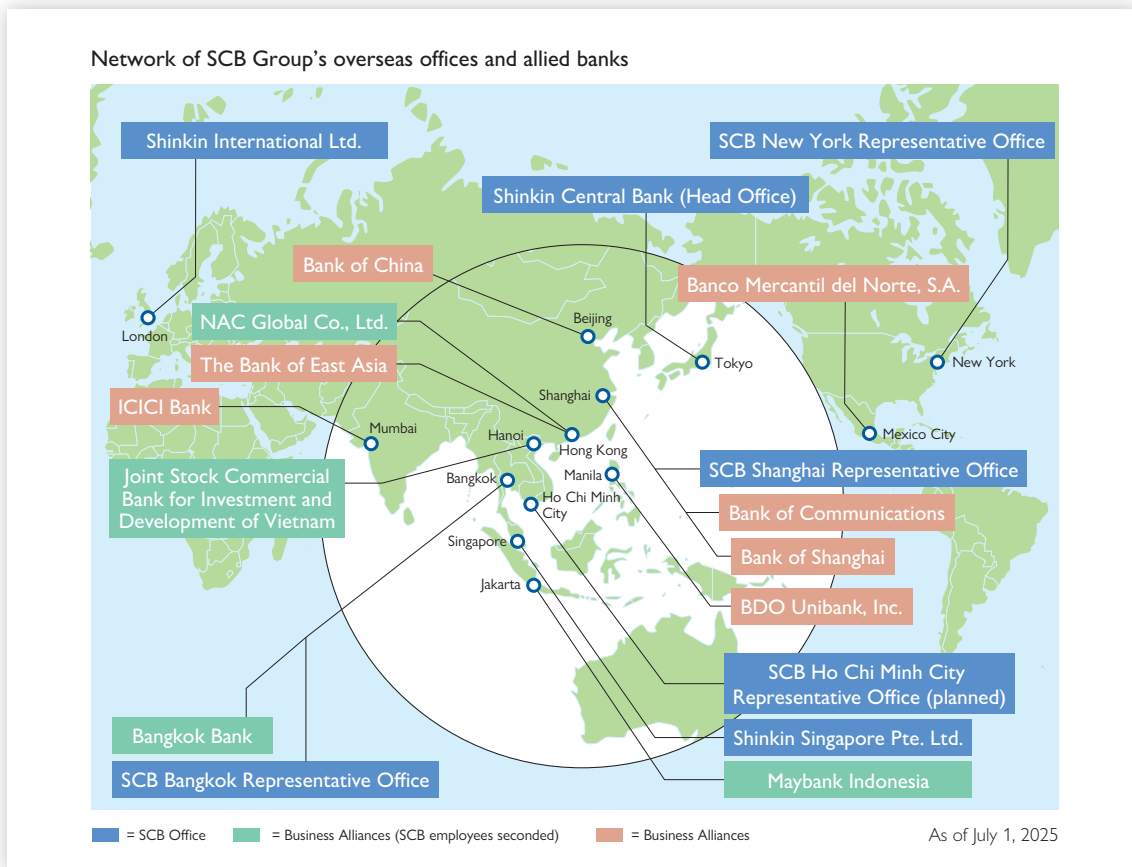 Network of SCB Group's overseas offices and allied banks
Shinkin International Ltd.
SCB New York Representative Office
Shinkin Central Bank (Head Office)
Bank of China
Banco Mercantil del Norte, S.A.
NAC Global Co., Ltd.
The Bank of East Asia
ICICI Bank
Joint Stock Commercial
Bank for Investment and
Development of Vietnam
London
Beijing
Tokyo
New York
Shanghai
Mumbai
Hanoi
Hong Kong
Mexico City
Bangkok
Manila
Ho Chi Minh
City
Singapore
Jakarta
SCB Shanghai Representative Office
Bank of Communications
Bank of Shanghai
BDO Unibank, Inc.
SCB Ho Chi Minh City
Representative Office (planned)
Bangkok Bank
Shinkin Singapore Pte. Ltd.
SCB Bangkok Representative Office
Maybank Indonesia
= SCB Office
= Business Alliances (SCB employees seconded)
= Business Alliances
As of July 1, 2025